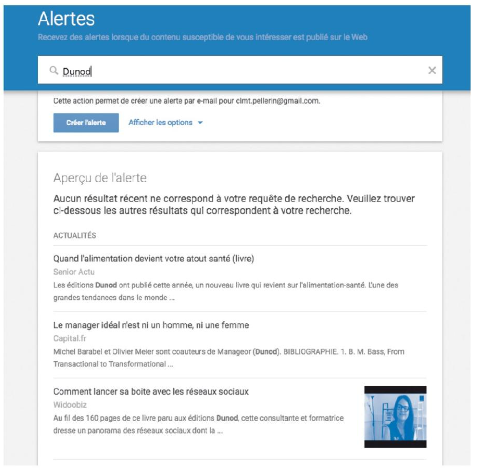 Alertes
Recevez des alertes lorsque du contenu susceptible de vous intéresser est publié sur le Web
Dunod
Cette action permet de créer une alerte par e-mail pour clmt.pellerin@gmail.com.
Créer l'alerte Afficher les options
Aperçu de l'alerte
Aucun résultat récent ne correspond à votre requête de recherche. Veuillez trouver
ci-dessous les autres résultats qui correspondent à votre recherche.
ACTUALITÉS
Quand l'alimentation devient votre atout santé (livre)
Senior Actu
Les éditions Dunod ont publié cette année, un nouveau livre qui revient sur l'alimentation-santé. L'une des
grandes tendances dans le monde ...
Le manager idéal n'est ni un homme, ni une femme
Capital.fr
Michel Barabel et Olivier Meier sont coauteurs de Manageor (Dunod). BIBLIOGRAPHIE. 1. B. M. Bass, From
Transactional to Transformational ...
Comment lancer sa boite avec les réseaux sociaux
Widoobiz
Au fil des 160 pages de ce livre paru aux éditions Dunod, cette consultante et formatrice
dresse un panorama des réseaux sociaux dont la ...